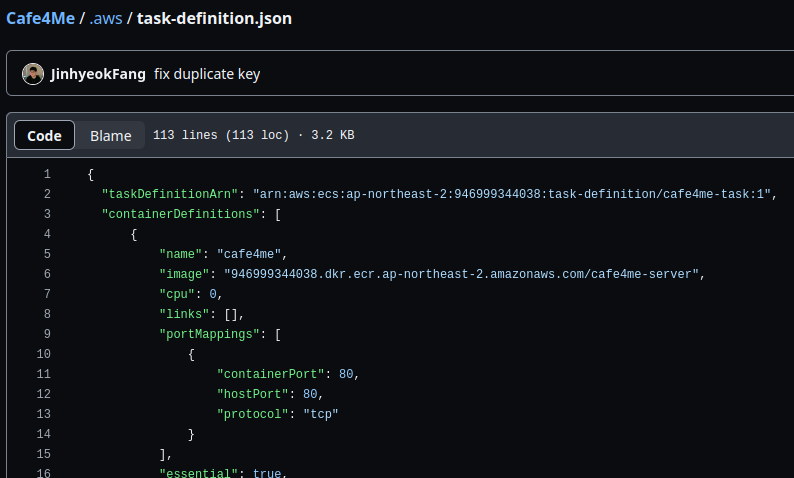 Cafe4Me / .aws / task-definition.json
JinhyeokFang fix duplicate key
Code Blame 113 lines (113 loc) · 3.2 KB
1 {
2 "taskDefinitionArn": "arn:aws:ecs:ap-northeast-2:946999344038:task-definition/cafe4me-task:1",
3 "containerDefinitions": [
4 {
5 "name": "cafe4me",
6 "image": "946999344038.dkr.ecr.ap-northeast-2.amazonaws.com/cafe4me-server",
7 "cpu": 0,
8 "links": [],
9 "portMappings": [
10 {
11 "containerPort": 80,
12 "hostPort": 80,
13 "protocol": "tcp"
14 }
15 ],
16 "essential": true,